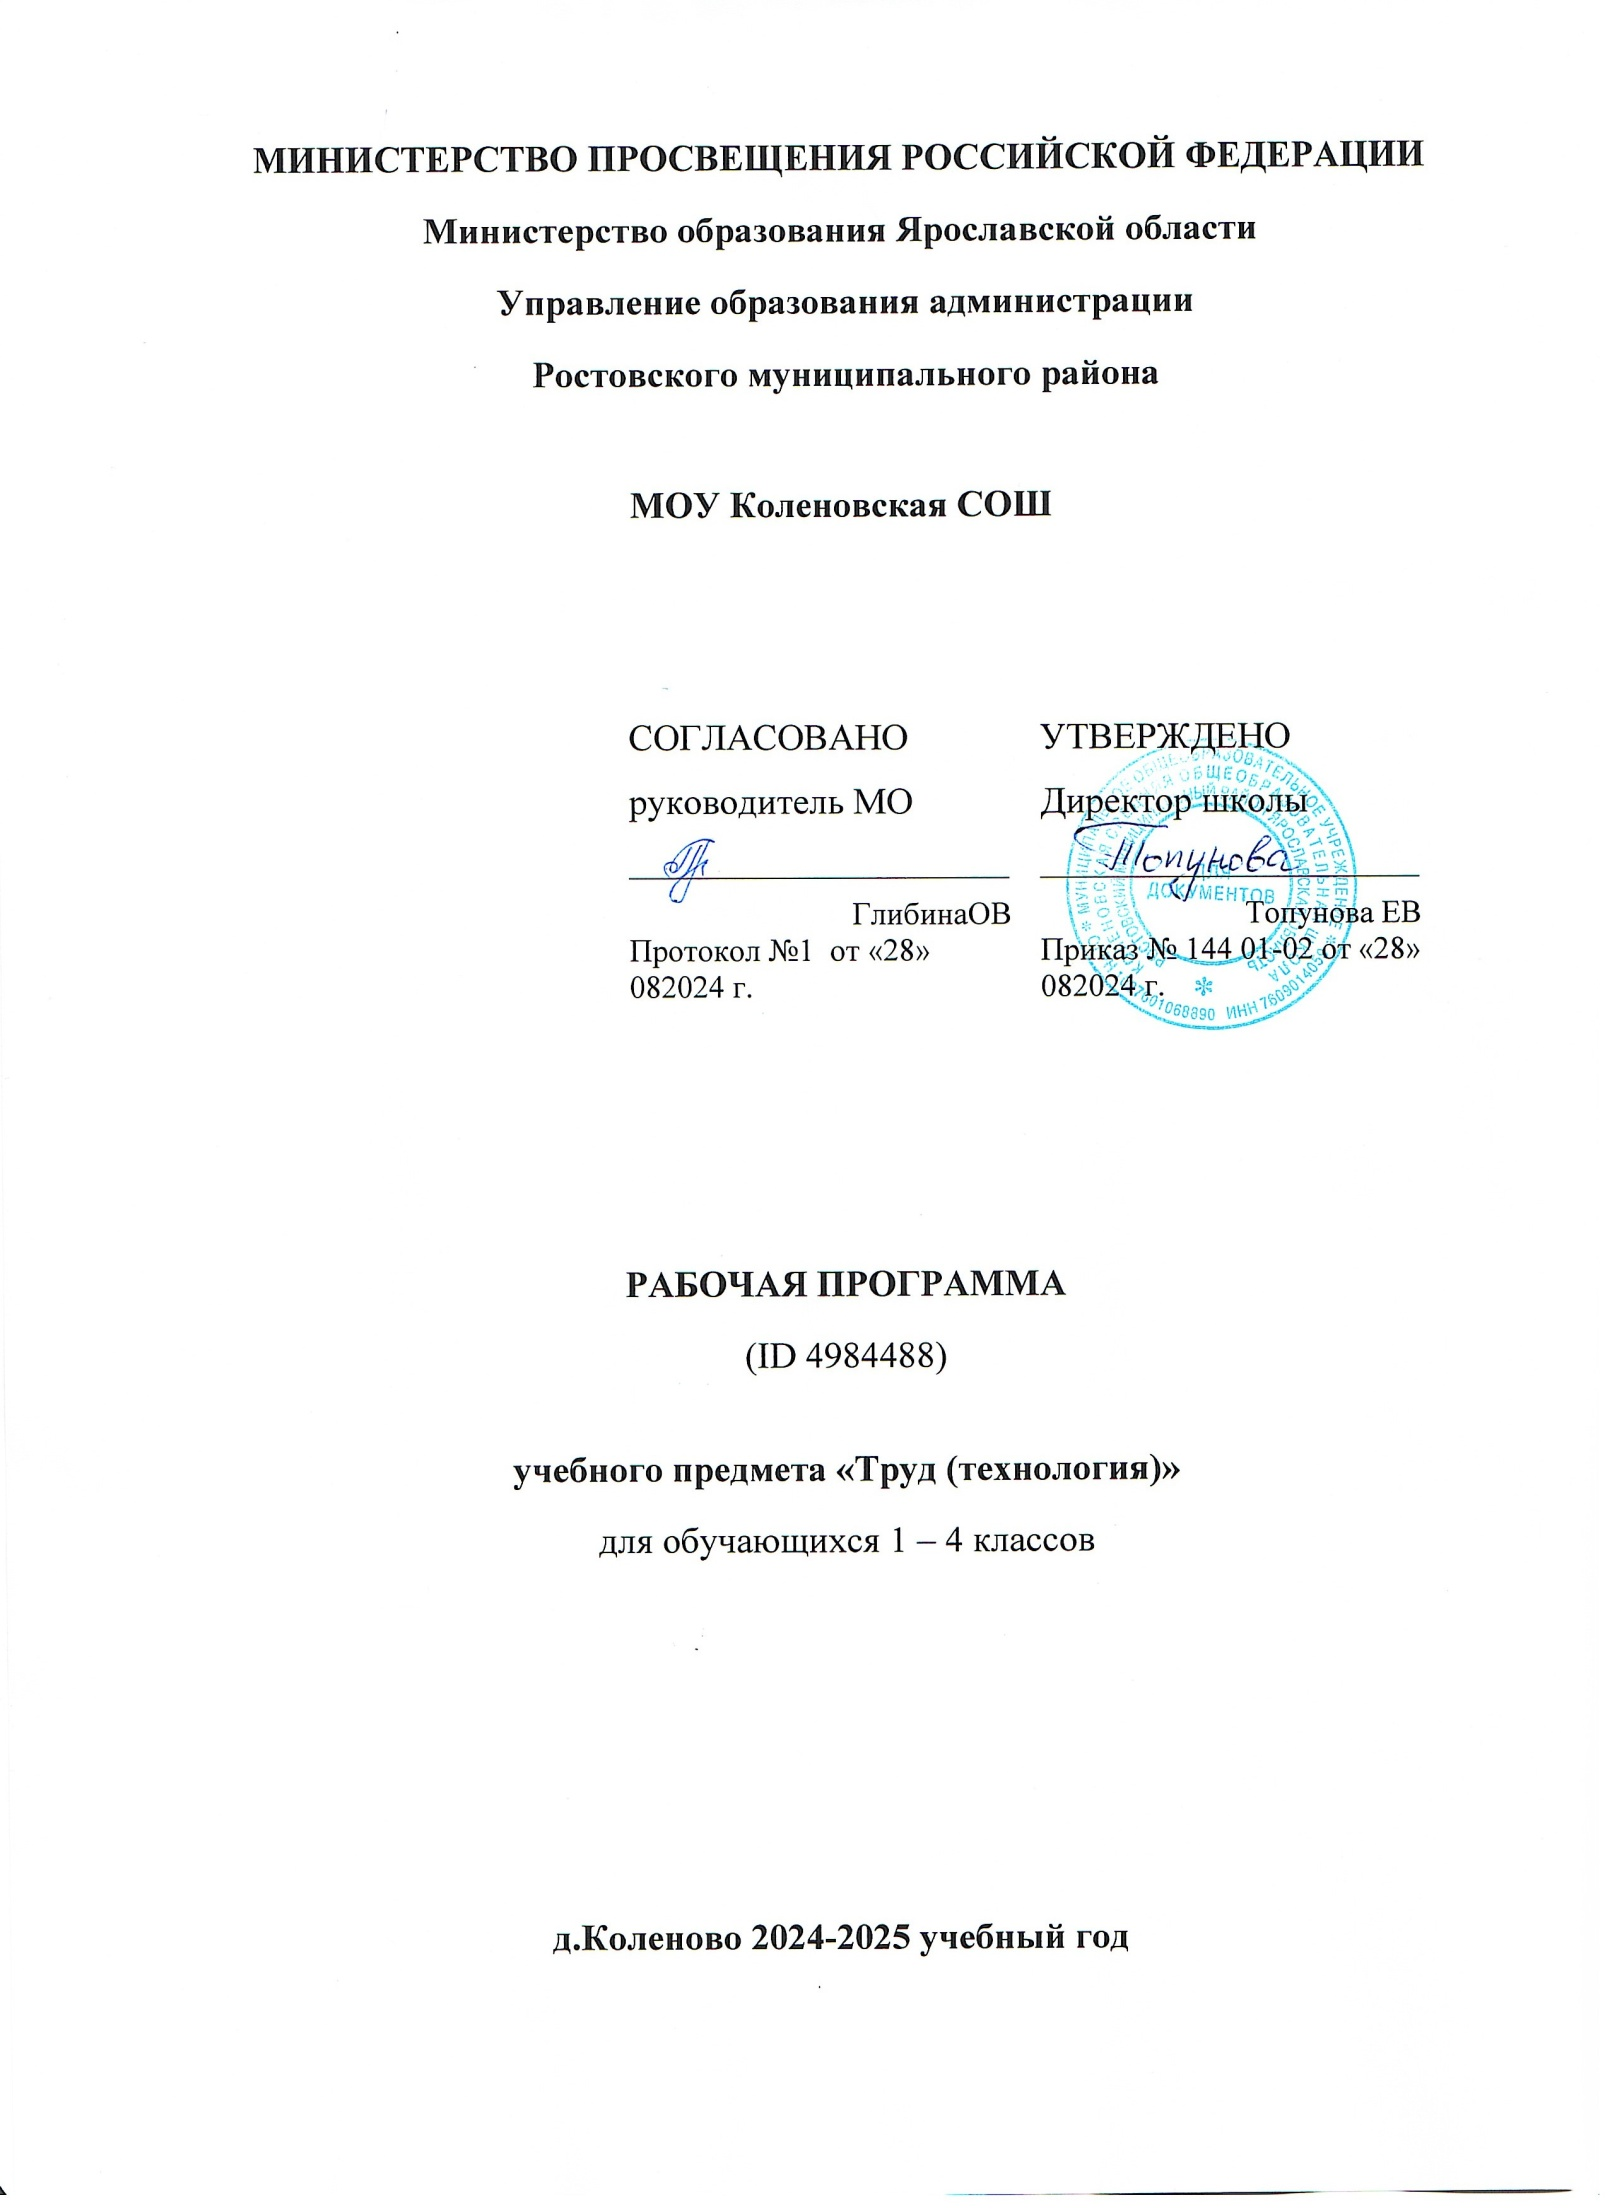 МИНИСТЕРСТВО ПРОСВЕЩЕНИЯ РОССИЙСКОЙ ФЕДЕРАЦИИ
Министерство образования Ярославской области
Управление образования администрации
Ростовского муниципального района
МОУ Коленовская СОШ
СОГЛАСОВАНО
руководитель МО
ГлибинаОВ
Протокол №1 от «28»
082024 г.
УТВЕРЖДЕНО
Директор школы
Топунова
ДОКУМЕНТОВ
Топунова ЕВ
Приказ № 144 01-02 от «28»
082024 г.
РАБОЧАЯ ПРОГРАММА
(ID 4984488)
учебного предмета «Труд (технология)»
для обучающихся 1 – 4 классов
д.Коленово 2024-2025 учебный год